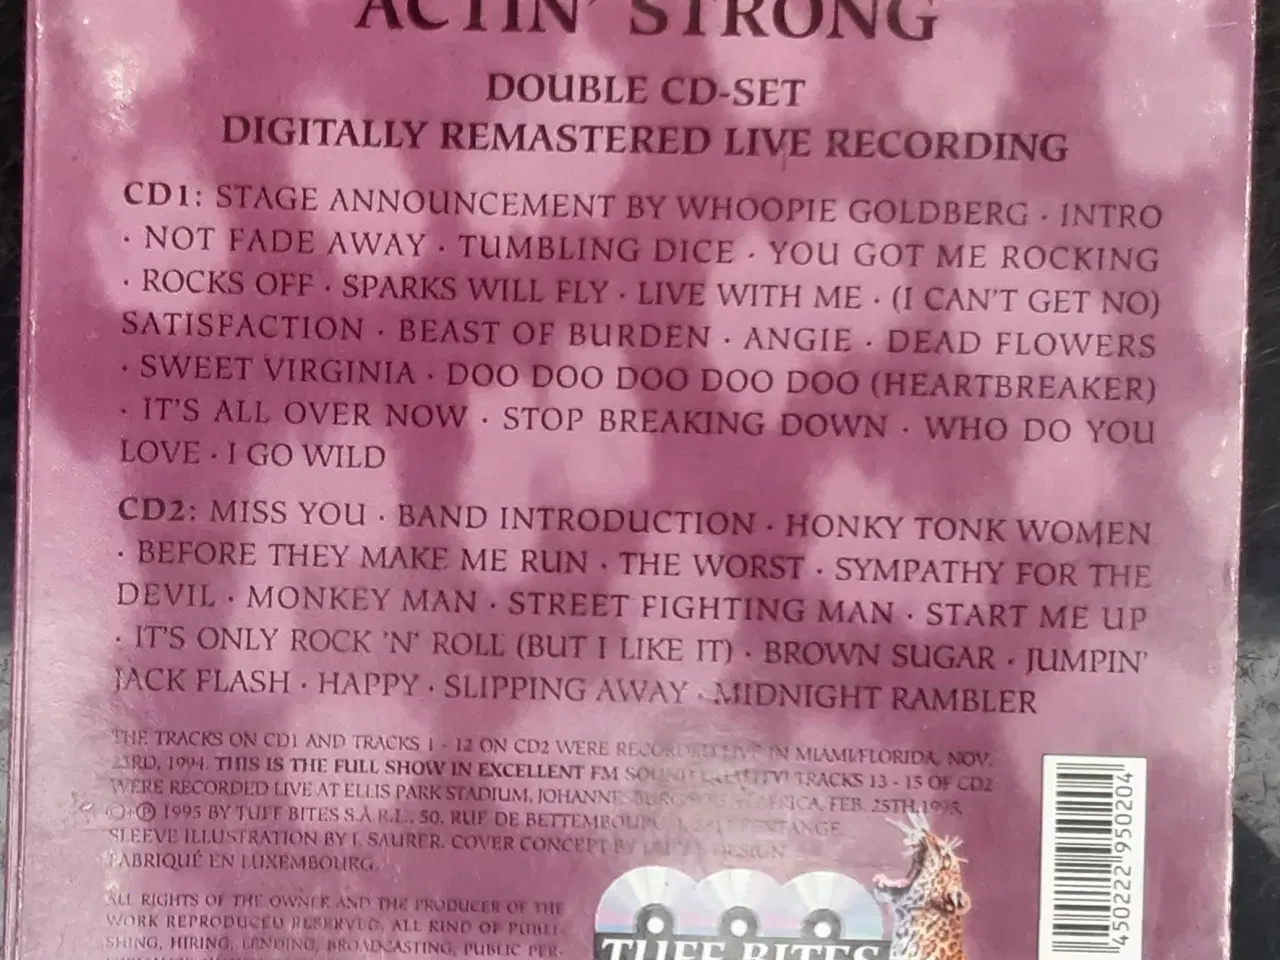 ACTIN' STRONG
DOUBLE CD-SET
DIGITALLY REMASTERED LIVE RECORDING
CD1: STAGE ANNOUNCEMENT BY WHOOPIE GOLDBERG · INTRO
· NOT FADE AWAY · TUMBLING DICE · YOU GOT ME ROCKING
· ROCKS OFF · SPARKS WILL FLY · LIVE WITH ME · (I CAN'T GET NO)
SATISFACTION · BEAST OF BURDEN · ANGIE · DEAD FLOWERS
· SWEET VIRGINIA · DOO DOO DOO DOO DOO (HEARTBREAKER)
· IT'S ALL OVER NOW · STOP BREAKING DOWN · WHO DO YOU
LOVE · I GO WILD
CD2: MISS YOU · BAND INTRODUCTION · HONKY TONK WOMEN
· BEFORE THEY MAKE ME RUN · THE WORST · SYMPATHY FOR THE
DEVIL · MONKEY MAN · STREET FIGHTING MAN · START ME UP
· IT'S ONLY ROCK 'N' ROLL (BUT I LIKE IT) · BROWN SUGAR · JUMPIN'
JACK FLASH · HAPPY · SLIPPING AWAY · MIDNIGHT RAMBLER
THE TRACKS ON CD1 AND TRACKS 1 - 12 ON CD2 WERE RECORDED LIVE IN MIAMI/FLORIDA, NOV.
23RD, 1994. THIS IS THE FULL SHOW IN EXCELLENT FM SOUND QUALITY! TRACKS 13 - 15 OF CD2
WERE RECORDED LIVE AT ELLIS PARK STADIUM, JOHANNESBURG AFRICA, FEB. 25TH, 1995.
©+℗ 1995 BY TUFF BITES S.A.R.L., 50, RUE DE BETTEMBOURG
SLEEVE ILLUSTRATION BY I. SAURER. COVER CONCEPT BY DESIGN
FABRIQUÉ EN LUXEMBOURG.
ALL RIGHTS OF THE OWNER AND THE PRODUCER OF THE
WORK REPRODUCED RESERVED. ALL KIND OF PUBLI-
SHING, HIRING, LENDING, BROADCASTING, PUBLIC PER-
TUFF BITES
450222 950204